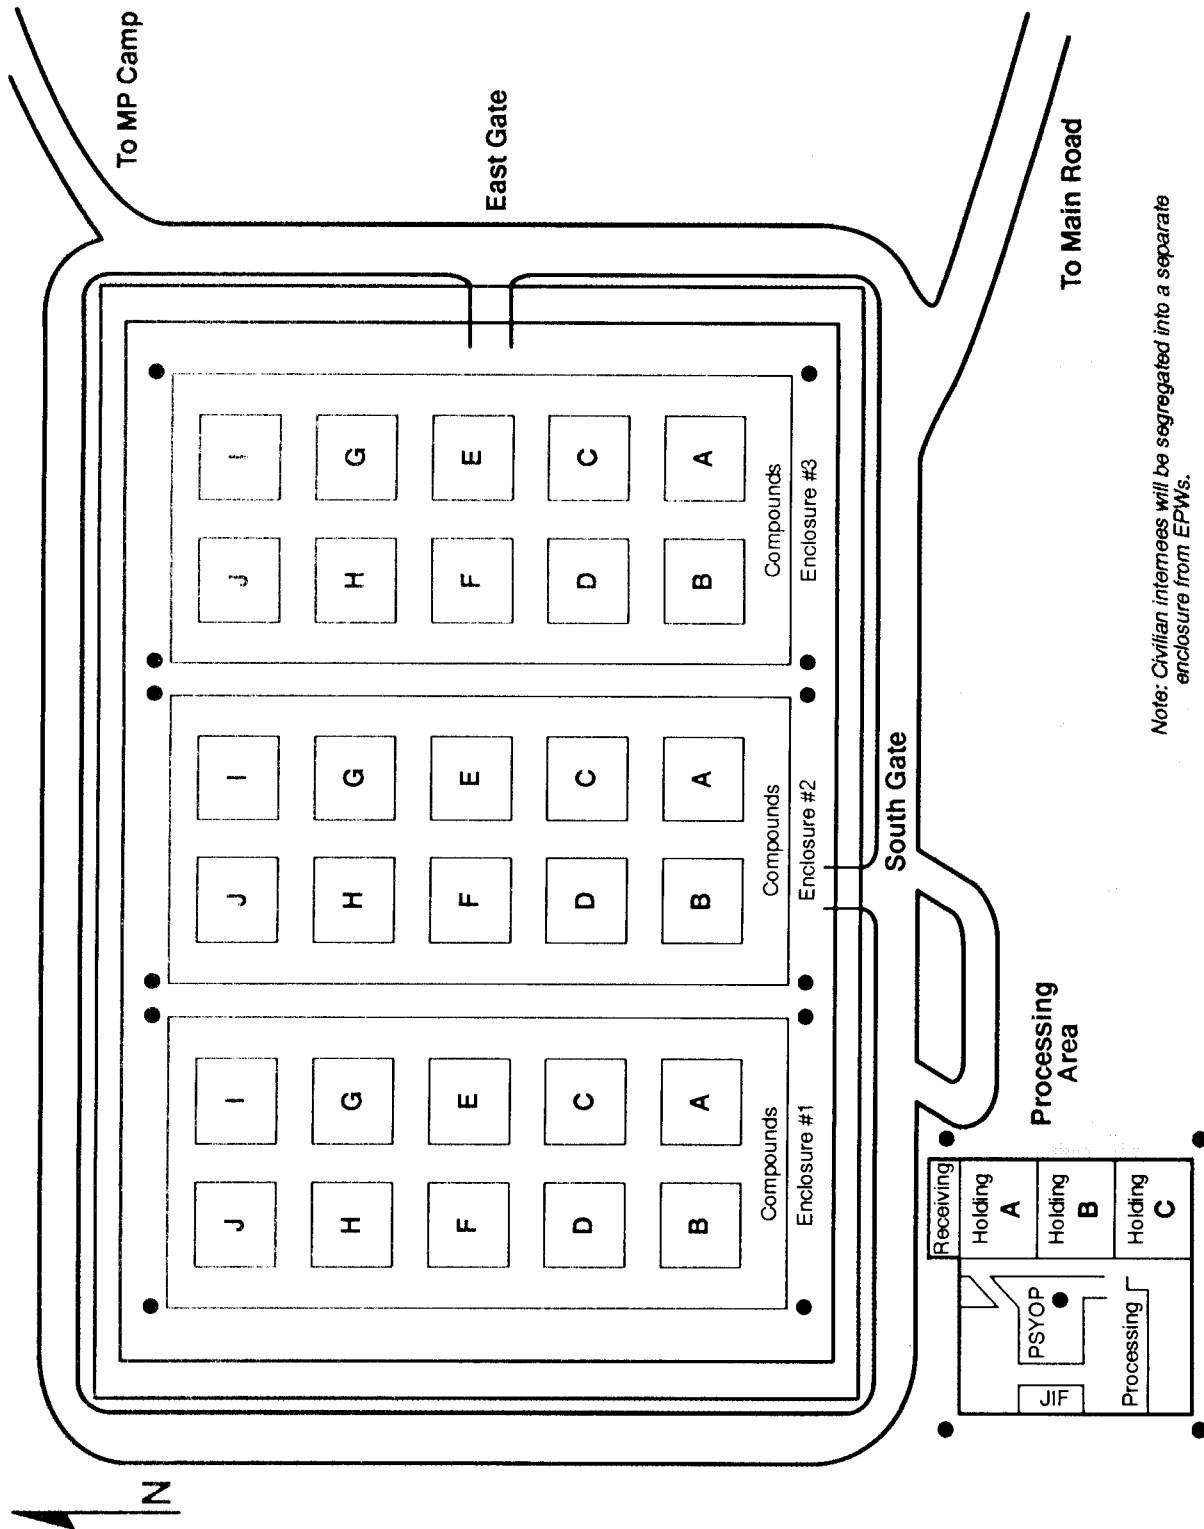 N
To MP Camp
East Gate
To Main Road
South Gate
J I
H G
F E
D C
B A
Compounds
Enclosure #1
J I
H G
F E
D C
B A
Compounds
Enclosure #2
J I
H G
F E
D C
B A
Compounds
Enclosure #3
Processing
Area
Receiving
Holding
A
Holding
B
Holding
C
PSYOP
JIF
Processing
Note: Civilian internees will be segregated into a separate
enclosure from EPWs.